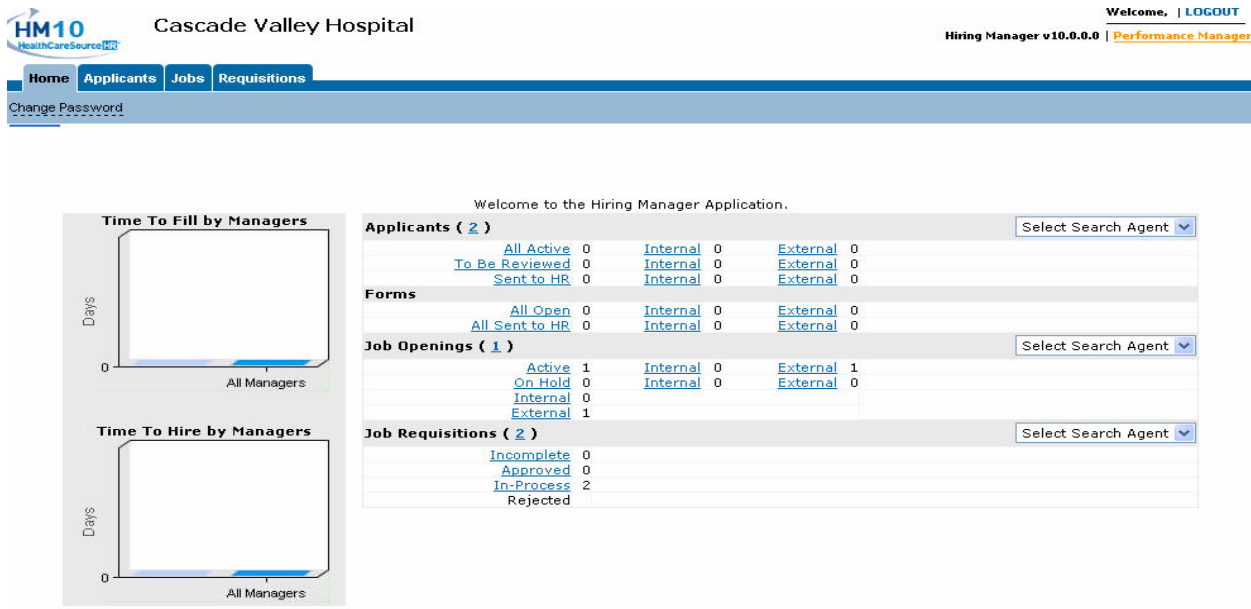 HM10
HealthCareSource HR
Cascade Valley Hospital
Welcome, | LOGOUT
Hiring Manager v10.0.0.0 | Performance Manager
Home Applicants Jobs Requisitions
Change Password
Welcome to the Hiring Manager Application.
Time To Fill by Managers
Days
0
All Managers
Time To Hire by Managers
Days
0
All Managers
Applicants ( 2 ) Select Search Agent
All Active 0 Internal 0 External 0
To Be Reviewed 0 Internal 0 External 0
Sent to HR 0 Internal 0 External 0
Forms
All Open 0 Internal 0 External 0
All Sent to HR 0 Internal 0 External 0
Job Openings ( 1 ) Select Search Agent
Active 1 Internal 0 External 1
On Hold 0 Internal 0 External 0
Internal 0
External 1
Job Requisitions ( 2 ) Select Search Agent
Incomplete 0
Approved 0
In-Process 2
Rejected